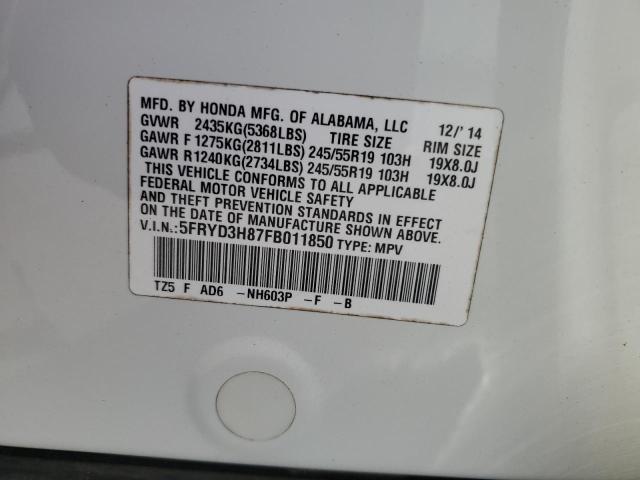 MFD. BY HONDA MFG. OF ALABAMA, LLC 12/' 14
GVWR 2435KG(5368LBS) TIRE SIZE RIM SIZE
GAWR F 1275KG(2811LBS) 245/55R19 103H 19X8.0J
GAWR R1240KG(2734LBS) 245/55R19 103H 19X8.0J
THIS VEHICLE CONFORMS TO ALL APPLICABLE
FEDERAL MOTOR VEHICLE SAFETY
AND THEFT PREVENTION STANDARDS IN EFFECT
ON THE DATE OF MANUFACTURE SHOWN ABOVE.
V.I.N.:5FRYD3H87FB011850 TYPE: MPV
TZ5 F AD6 -NH603P -F -B